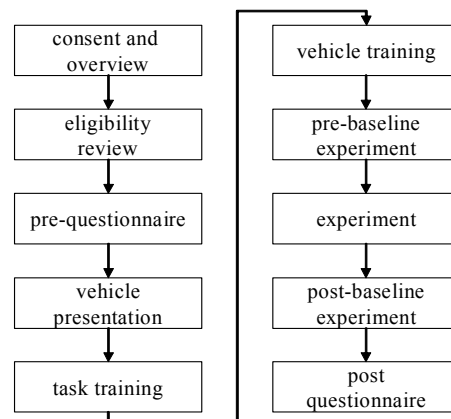 consent and
overview
eligibility
review
pre-questionnaire
vehicle
presentation
task training
vehicle training
pre-baseline
experiment
experiment
post-baseline
experiment
post
questionnaire